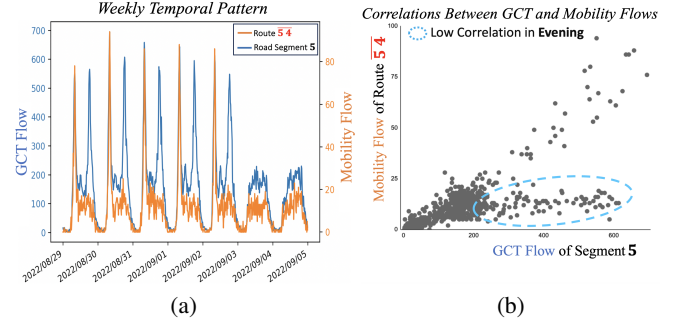 Weekly Temporal Pattern
700
600
500
400
300
200
100
0
GCT Flow
Route 5 4
Road Segment 5
80
60
40
20
0
Mobility Flow
2022/08/29
2022/08/30
2022/08/31
2022/09/01
2022/09/02
2022/09/03
2022/09/04
2022/09/05
(a)
Correlations Between GCT and Mobility Flows
Low Correlation in Evening
100
75
50
25
0
Mobility Flow of Route 5 4
0
200
400
600
GCT Flow of Segment 5
(b)